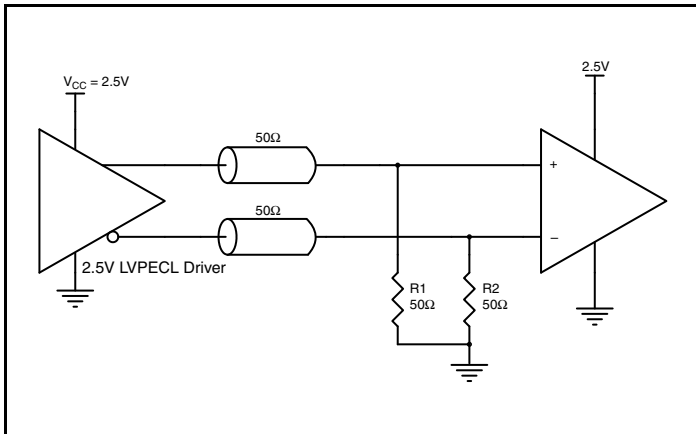 V_CC = 2.5V
2.5V
50Ω
50Ω
+
–
2.5V LVPECL Driver
R1
50Ω
R2
50Ω